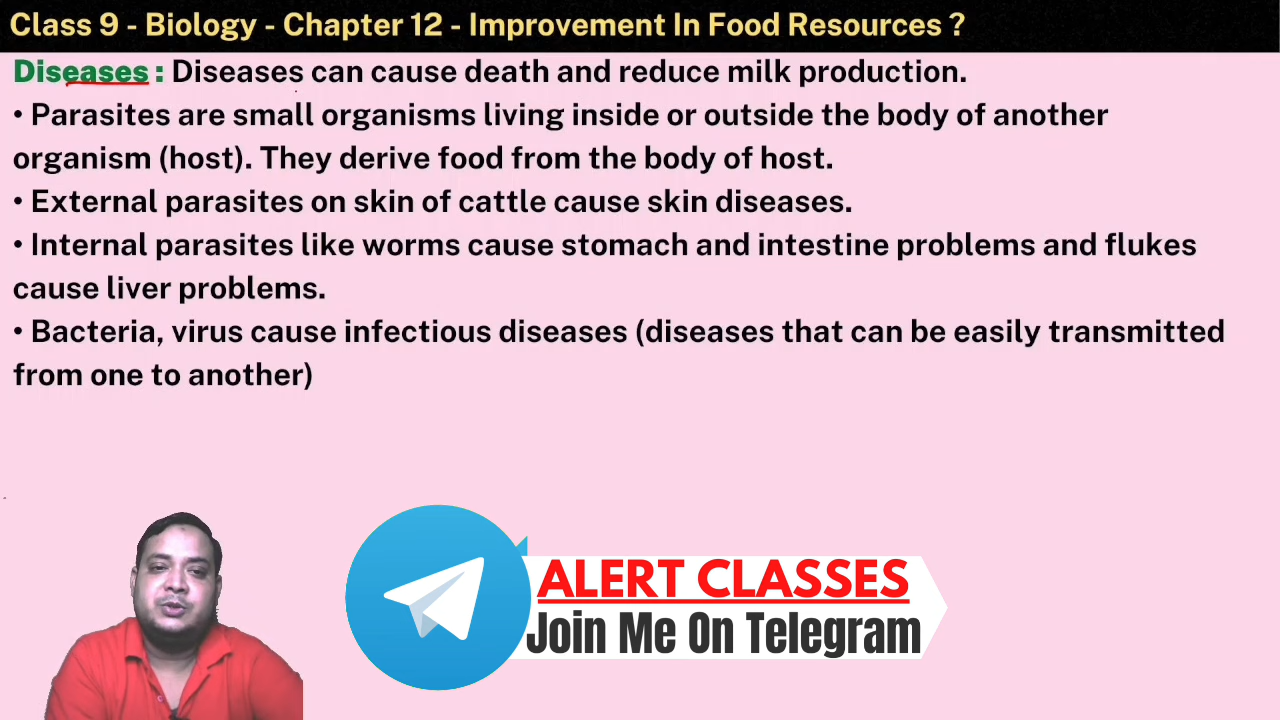 Class 9 - Biology - Chapter 12 - Improvement In Food Resources ?
Diseases : Diseases can cause death and reduce milk production.
• Parasites are small organisms living inside or outside the body of another
organism (host). They derive food from the body of host.
• External parasites on skin of cattle cause skin diseases.
• Internal parasites like worms cause stomach and intestine problems and flukes
cause liver problems.
• Bacteria, virus cause infectious diseases (diseases that can be easily transmitted
from one to another)
ALERT CLASSES
Join Me On Telegram